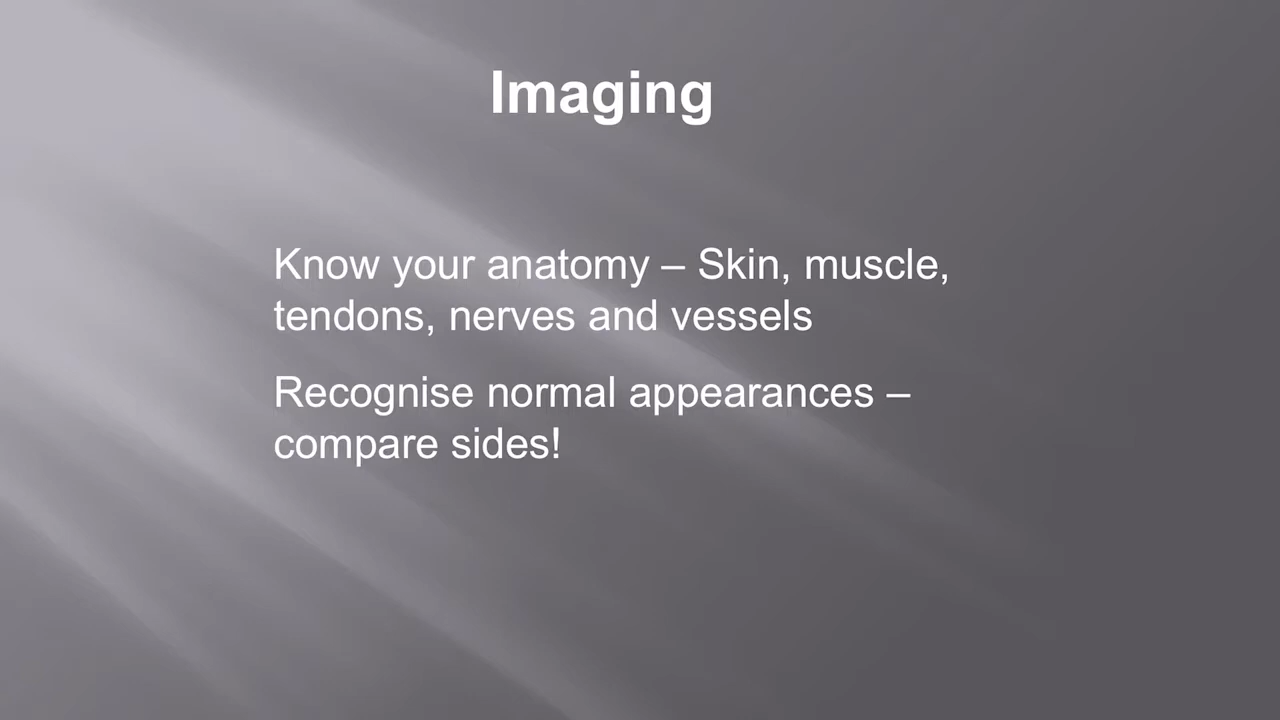 Imaging
Know your anatomy – Skin, muscle,
tendons, nerves and vessels
Recognise normal appearances –
compare sides!